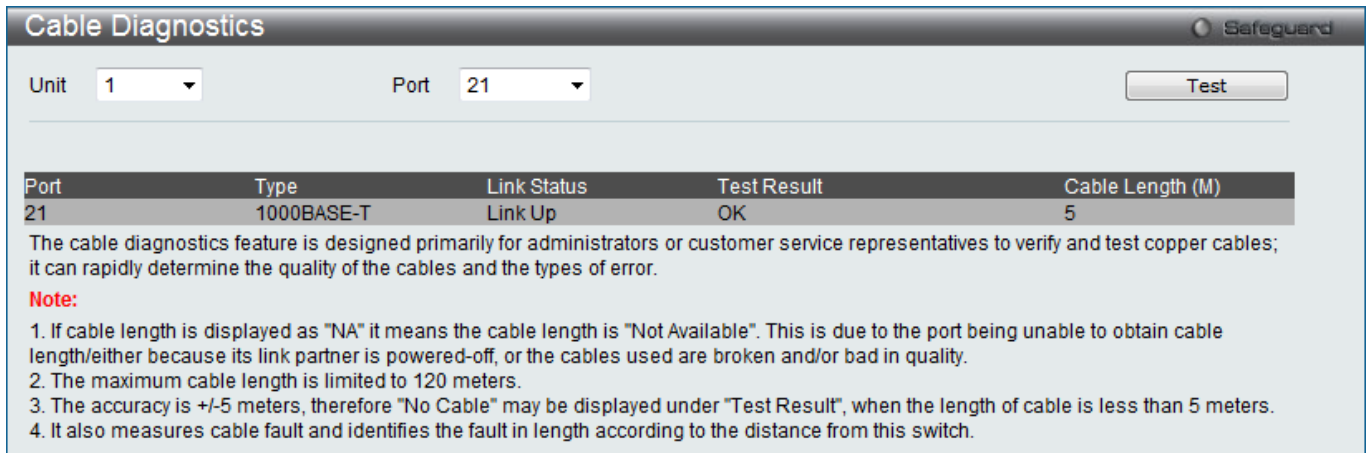 Cable Diagnostics
Safeguard
Unit 1 Port 21 Test
Port Type Link Status Test Result Cable Length (M)
21 1000BASE-T Link Up OK 5
The cable diagnostics feature is designed primarily for administrators or customer service representatives to verify and test copper cables;
it can rapidly determine the quality of the cables and the types of error.
Note:
1. If cable length is displayed as "NA" it means the cable length is "Not Available". This is due to the port being unable to obtain cable
length/either because its link partner is powered-off, or the cables used are broken and/or bad in quality.
2. The maximum cable length is limited to 120 meters.
3. The accuracy is +/-5 meters, therefore "No Cable" may be displayed under "Test Result", when the length of cable is less than 5 meters.
4. It also measures cable fault and identifies the fault in length according to the distance from this switch.